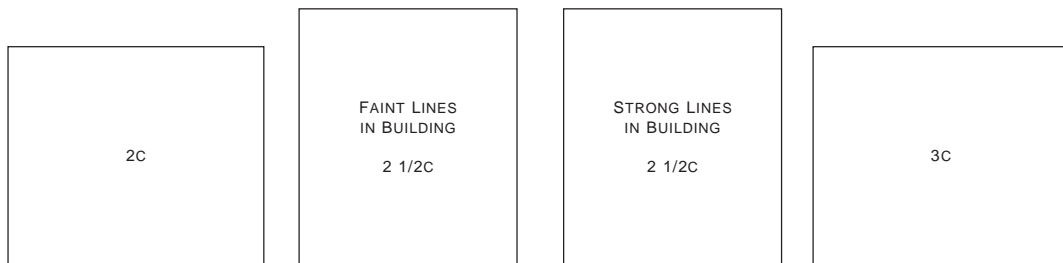 2C
FAINT LINES
IN BUILDING
2 1/2C
STRONG LINES
IN BUILDING
2 1/2C
3C